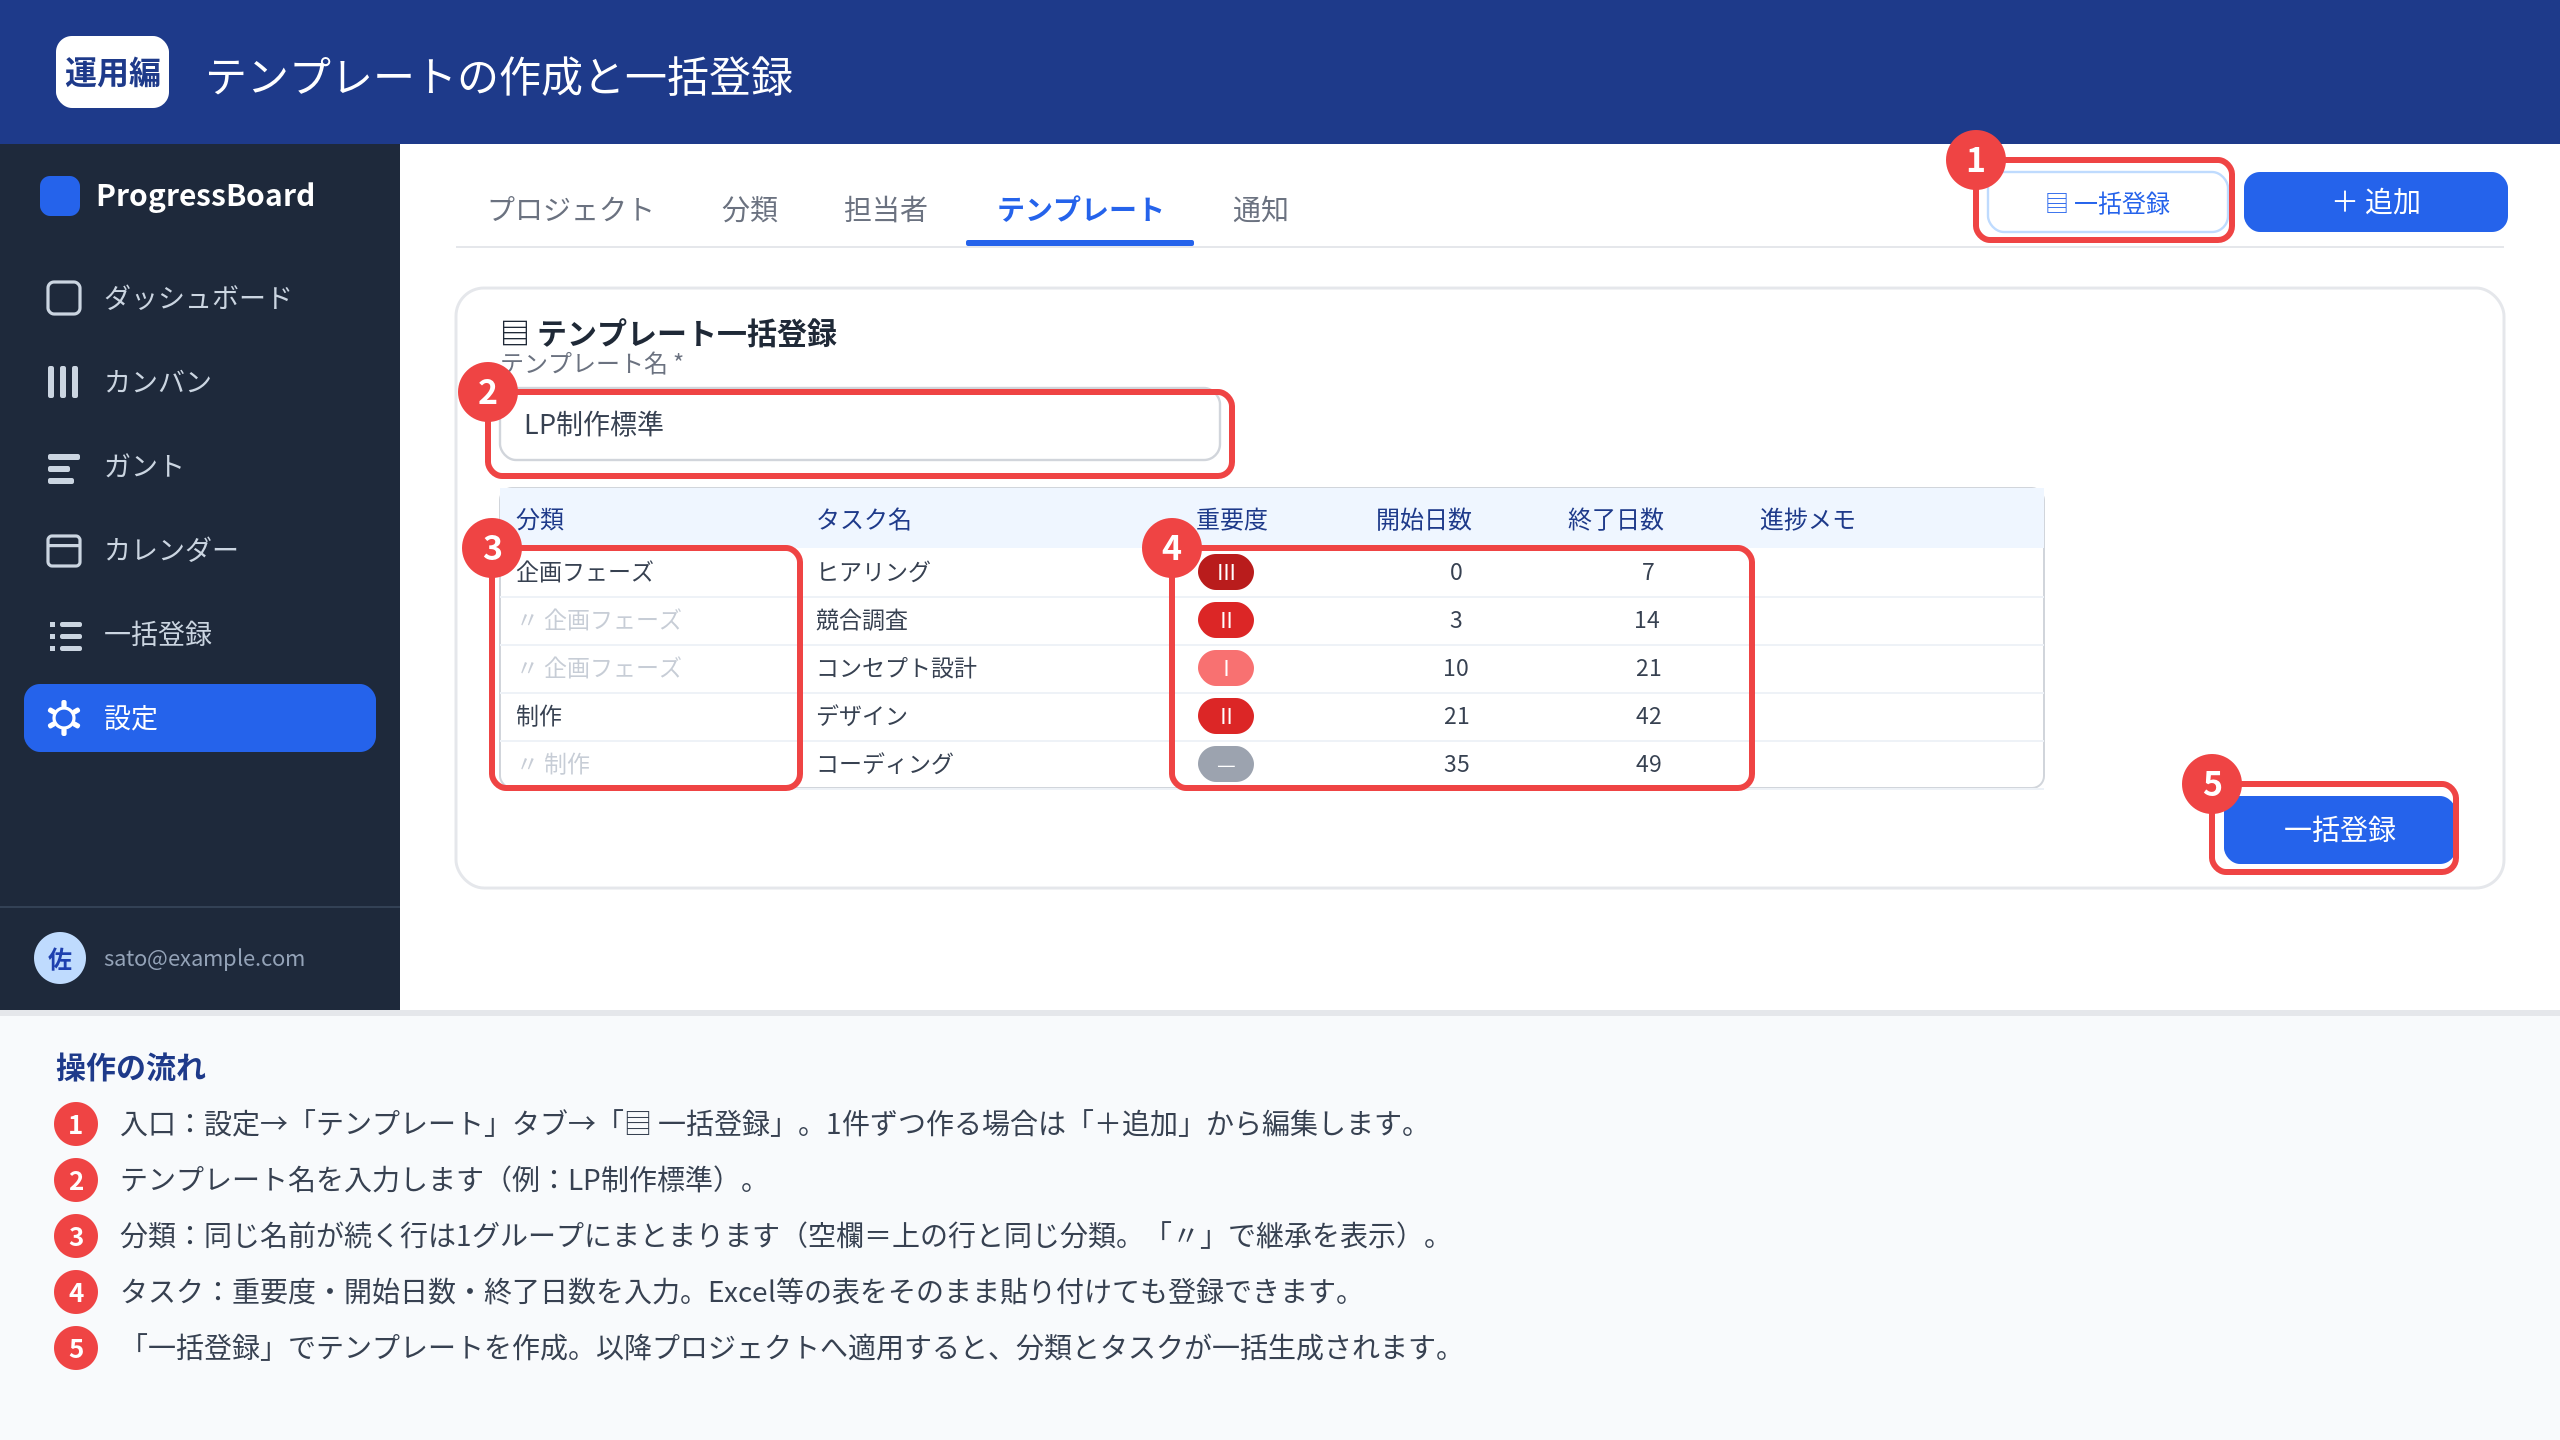 運用編 テンプレートの作成と一括登録
ProgressBoard
ダッシュボード
カンバン
ガント
カレンダー
一括登録
設定
佐 sato@example.com
プロジェクト 分類 担当者 テンプレート 通知
1 ▤ 一括登録 ＋ 追加
▤ テンプレート一括登録
テンプレート名 *
2 LP制作標準
分類 タスク名 重要度 開始日数 終了日数 進捗メモ
3 4
企画フェーズ ヒアリング III 0 7
〃 企画フェーズ 競合調査 II 3 14
〃 企画フェーズ コンセプト設計 I 10 21
制作 デザイン II 21 42
〃 制作 コーディング — 35 49
5 一括登録
操作の流れ
1 入口：設定→「テンプレート」タブ→「▤ 一括登録」。1件ずつ作る場合は「＋追加」から編集します。
2 テンプレート名を入力します（例：LP制作標準）。
3 分類：同じ名前が続く行は1グループにまとまります（空欄＝上の行と同じ分類。「〃」で継承を表示）。
4 タスク：重要度・開始日数・終了日数を入力。Excel等の表をそのまま貼り付けても登録できます。
5 「一括登録」でテンプレートを作成。以降プロジェクトへ適用すると、分類とタスクが一括生成されます。